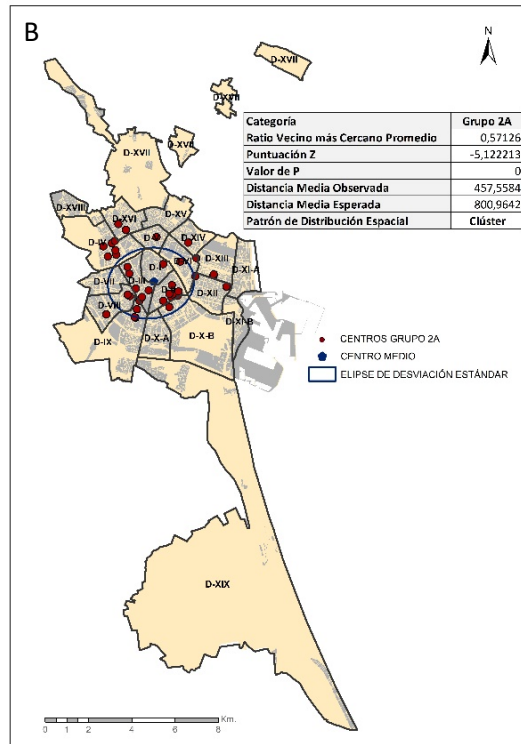 B
N
D-XVII
D-XVII
D-XVII
D-XVII
Categoría Grupo 2A
Ratio Vecino más Cercano Promedio 0,57126
Puntuación Z -5,122213
Valor de P 0
Distancia Media Observada 457,5584
Distancia Media Esperada 800,9642
Patrón de Distribución Espacial Clúster
D-XVIII
D-XVI
D-XV
D-XIV
D-XIII
D-XI-A
D-VII
D-III
D-XII
D-VIII
D-IX
D-X-A
D-X-B
D-XI-B
CENTROS GRUPO 2A
CENTRO MEDIO
ELIPSE DE DESVIACIÓN ESTÁNDAR
D-XIX
0 2 4 6 8 Km.